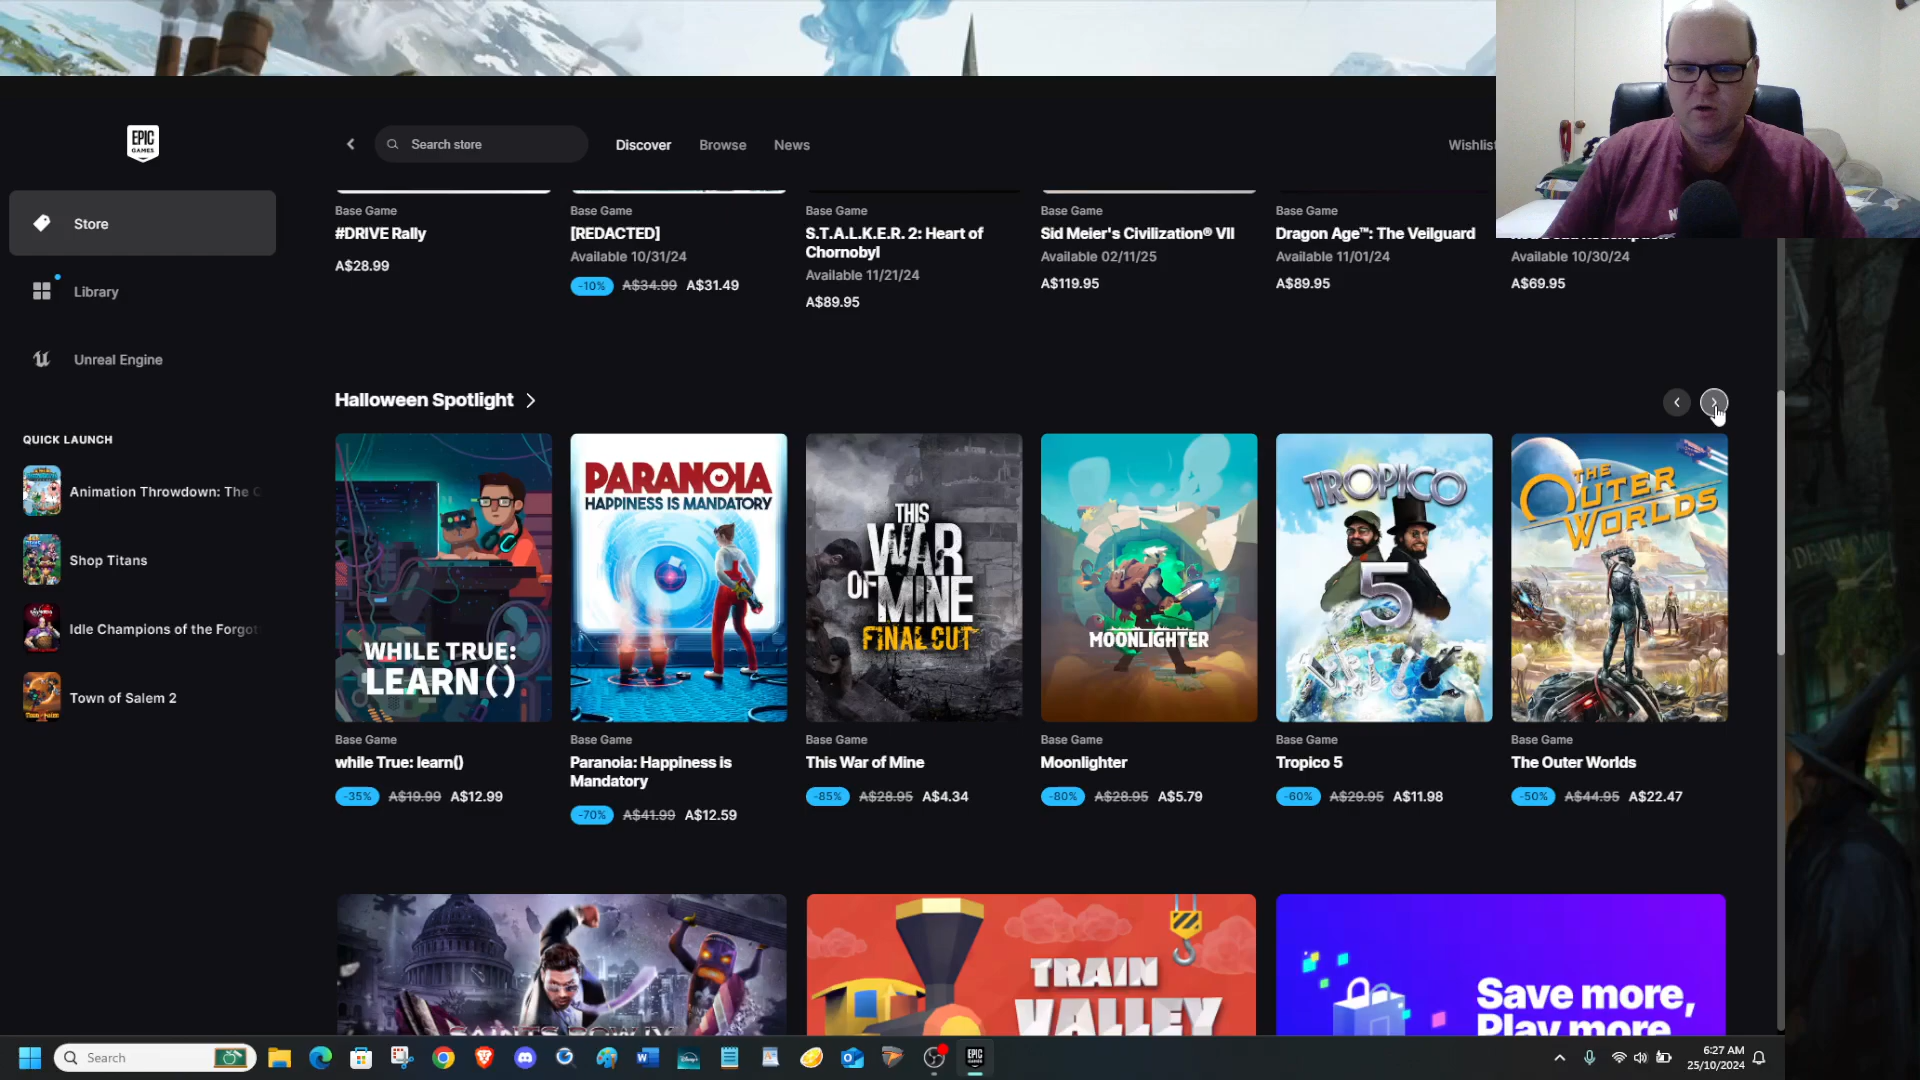 EPIC
GAMES
Search store
Discover
Browse
News
Wishlist
Store
Library
Unreal Engine
QUICK LAUNCH
Animation Throwdown: The
Shop Titans
Idle Champions of the
Town of Salem 2
Base Game
#DRIVE Rally
A$28.99
Base Game
[REDACTED]
Available 10/31/24
-10% A$34.99 A$31.49
Base Game
S.T.A.L.K.E.R. 2: Heart of
Chornobyl
Available 11/21/24
A$89.95
Base Game
Sid Meier's Civilization® VII
Available 02/11/25
A$119.95
Base Game
Dragon Age™: The Veilguard
Available 11/01/24
A$89.95
Available 10/30/24
A$69.95
Halloween Spotlight
WHILE TRUE:
LEARN()
Base Game
while True: learn()
-35% A$19.99 A$12.99
PARANOIA
HAPPINESS IS MANDATORY
Base Game
Paranoia: Happiness is
Mandatory
-70% A$41.99 A$12.59
THIS
WAR
OF MINE
FINAL CUT
Base Game
This War of Mine
-85% A$28.95 A$4.34
MOONLIGHTER
Base Game
Moonlighter
-80% A$28.95 A$5.79
TROPICO
5
Base Game
Tropico 5
-60% A$29.95 A$11.98
THE
OUTER
WORLDS
Base Game
The Outer Worlds
-50% A$44.95 A$22.47
SAINTS ROW IV
TRAIN
VALLEY
Save more,
Play more
Search
EPIC
GAMES
6:27 AM
25/10/2024